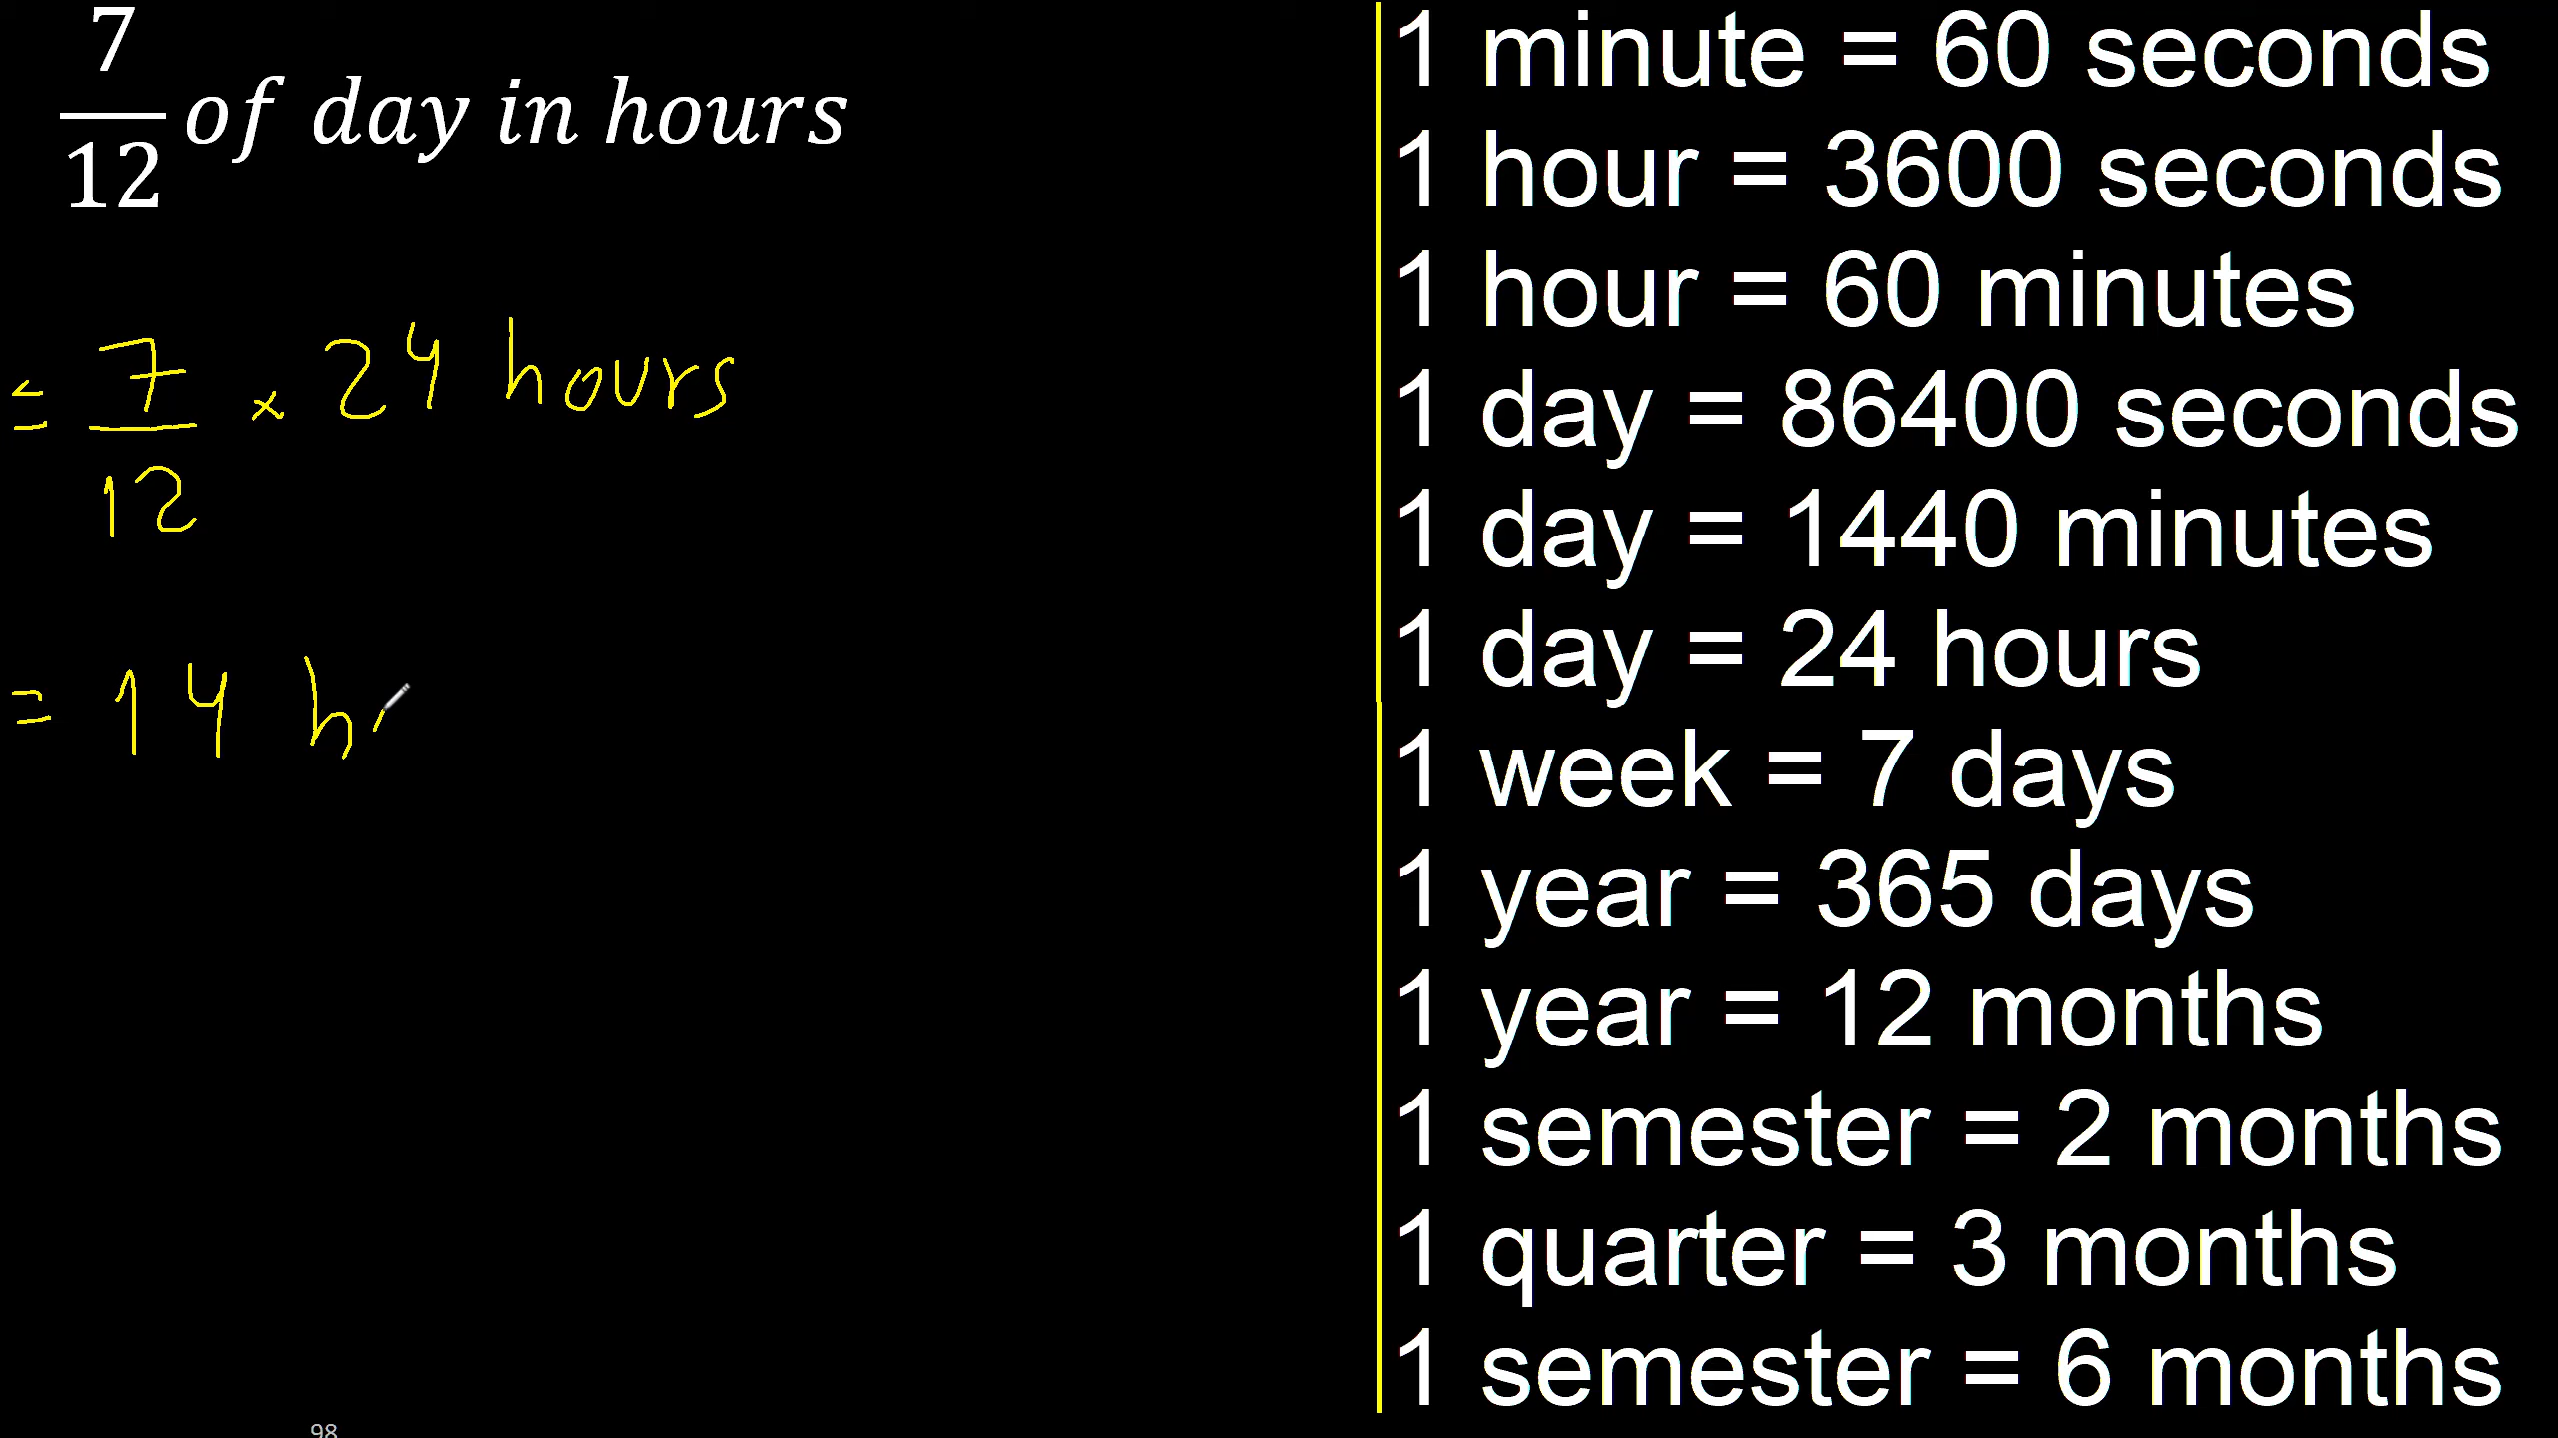 7
12 of day in hours
= 7/12 × 24 hours
= 14 h
98
1 minute = 60 seconds
1 hour = 3600 seconds
1 hour = 60 minutes
1 day = 86400 seconds
1 day = 1440 minutes
1 day = 24 hours
1 week = 7 days
1 year = 365 days
1 year = 12 months
1 semester = 2 months
1 quarter = 3 months
1 semester = 6 months